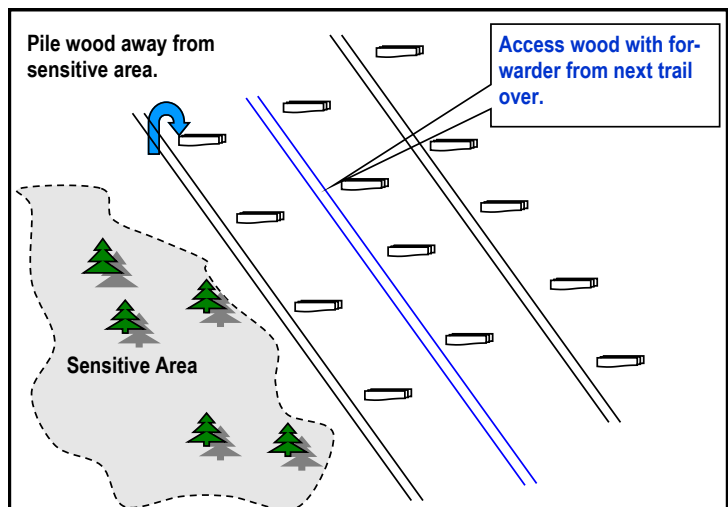 Pile wood away from
sensitive area.
Access wood with for-
warder from next trail
over.
Sensitive Area